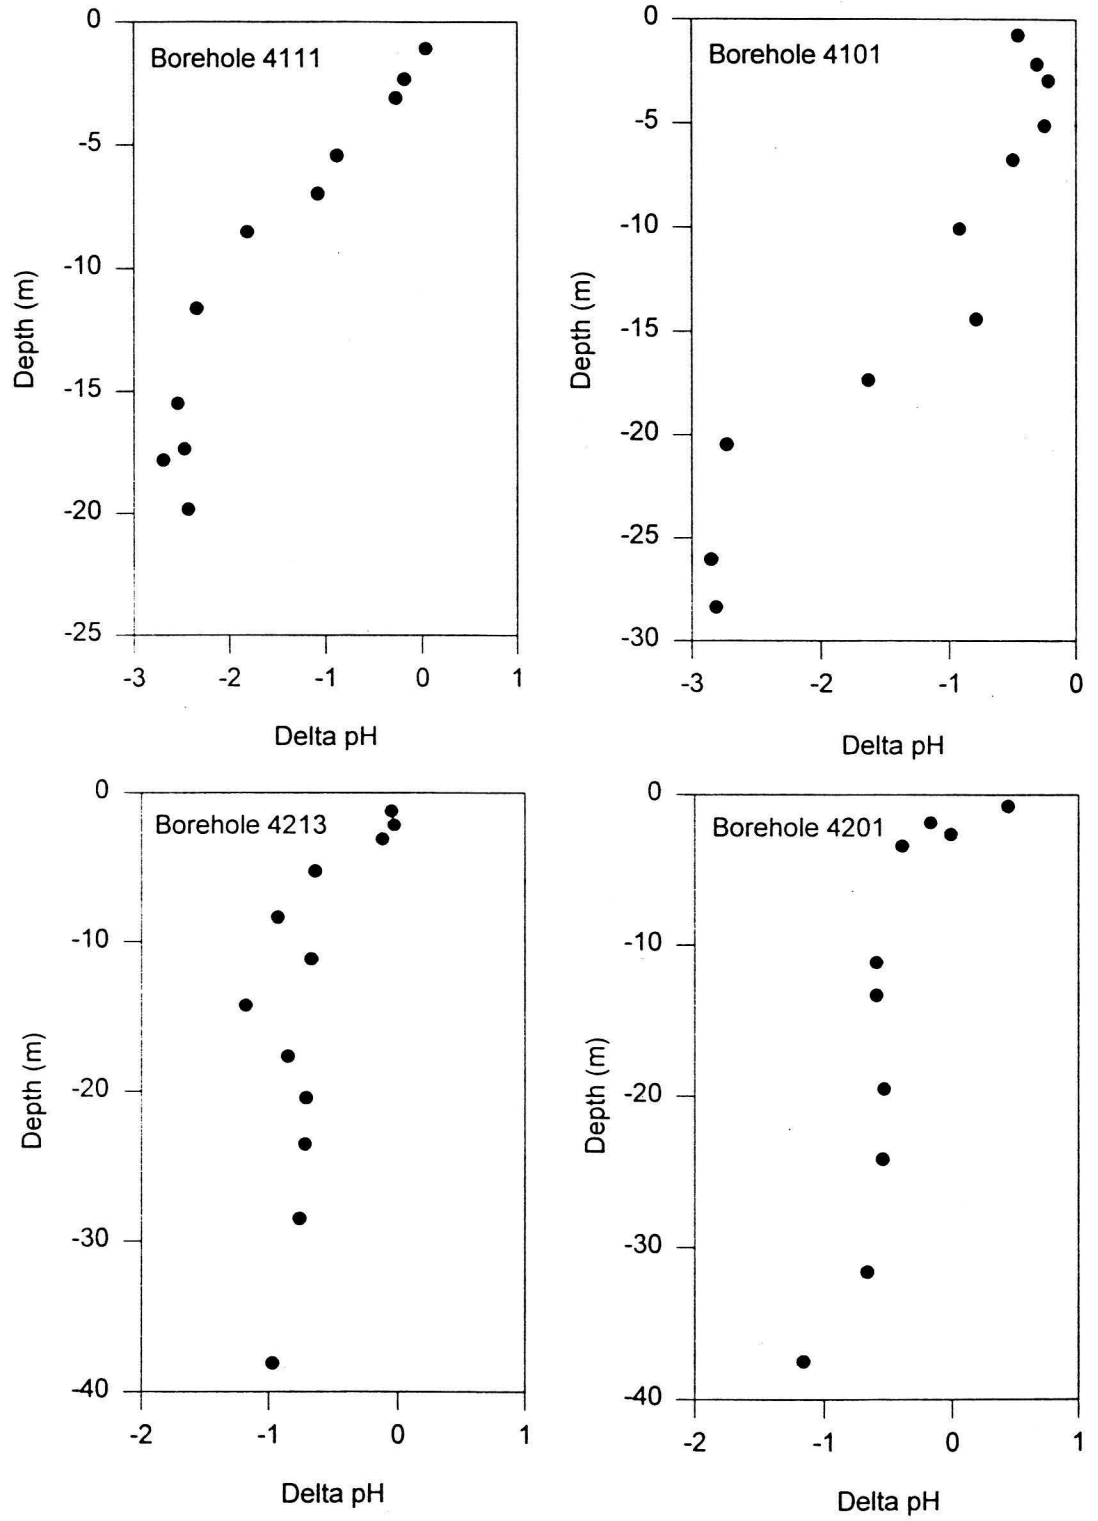 Borehole 4111
0
-5
-10
-15
-20
-25
Depth (m)
-3 -2 -1 0 1
Delta pH
Borehole 4101
0
-5
-10
-15
-20
-25
-30
Depth (m)
-3 -2 -1 0
Delta pH
Borehole 4213
0
-10
-20
-30
-40
Depth (m)
-2 -1 0 1
Delta pH
Borehole 4201
0
-10
-20
-30
-40
Depth (m)
-2 -1 0 1
Delta pH